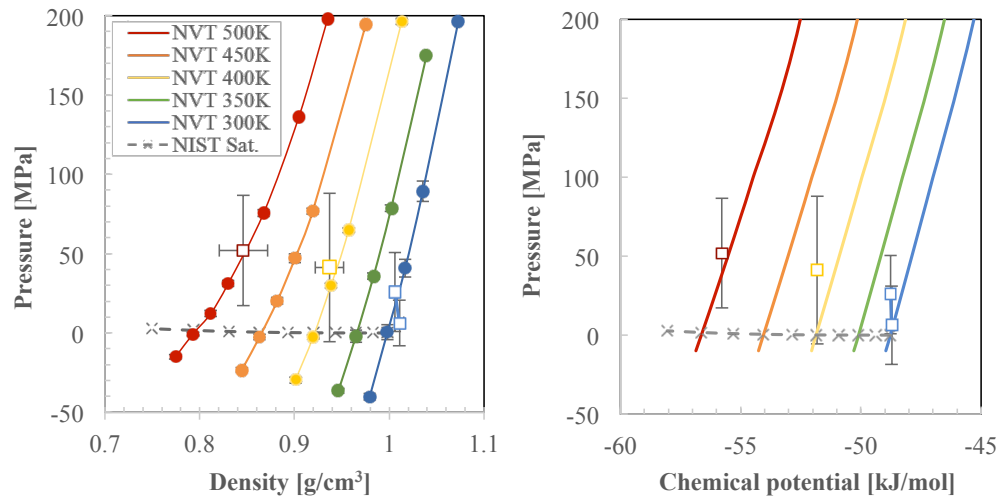 200
150
100
50
0
-50
Pressure [MPa]
NVT 500K
NVT 450K
NVT 400K
NVT 350K
NVT 300K
NIST Sat.
0.7
0.8
0.9
1
1.1
Density [g/cm³]
200
150
100
50
0
-50
Pressure [MPa]
-60
-55
-50
-45
Chemical potential [kJ/mol]